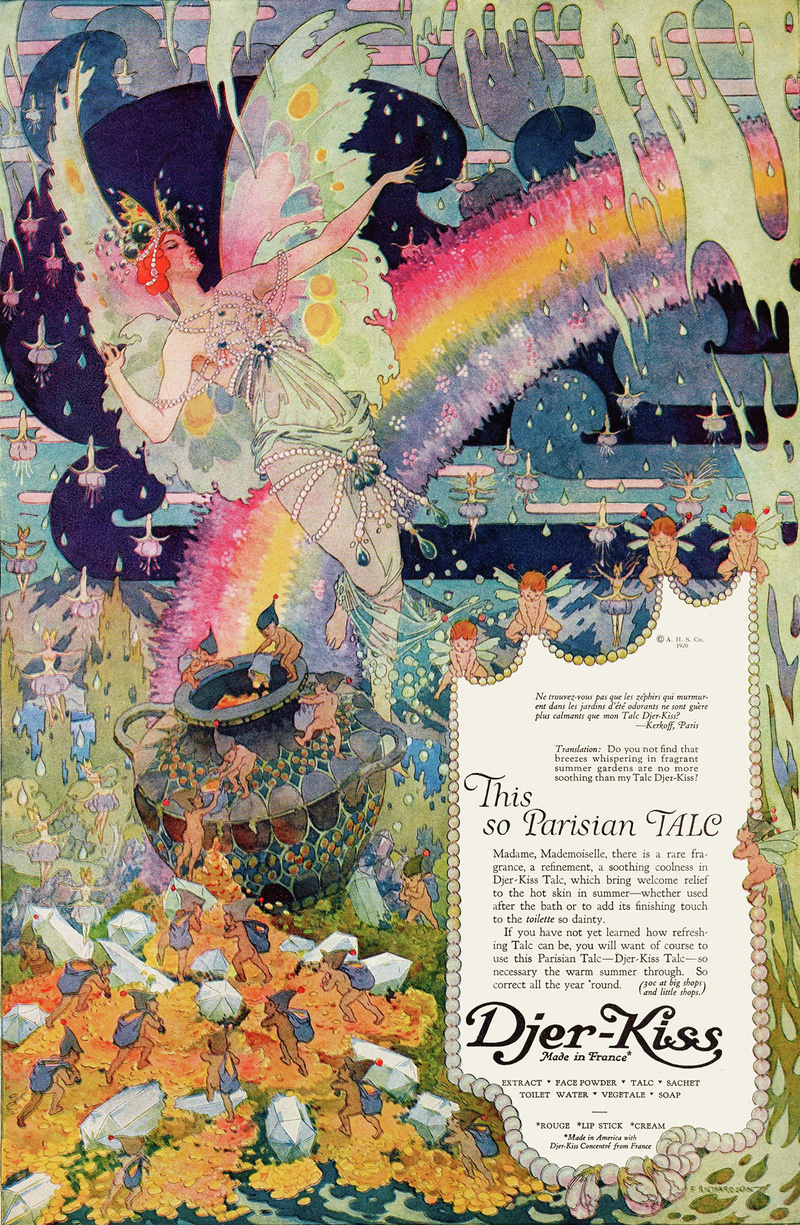 © A. H. S. Co.
1920
Ne trouvez-vous pas que les zéphirs qui murmur-
ent dans les jardins d'été odorants ne sont guère
plus calmants que mon Talc Djer-Kiss?
—Kerkoff, Paris
Translation: Do you not find that
breezes whispering in fragrant
summer gardens are no more
soothing than my Talc Djer-Kiss?
This
so Parisian TALC
Madame, Mademoiselle, there is a rare fra-
grance, a refinement, a soothing coolness in
Djer-Kiss Talc, which bring welcome relief
to the hot skin in summer—whether used
after the bath or to add its finishing touch
to the toilette so dainty.
If you have not yet learned how refresh-
ing Talc can be, you will want of course to
use this Parisian Talc—Djer-Kiss Talc—so
necessary the warm summer through. So
correct all the year 'round. (30c at big shops
and little shops.)
Djer-Kiss
Made in France*
EXTRACT ▾ FACE POWDER ▾ TALC ▾ SACHET
TOILET WATER ▾ VEGETALE ▾ SOAP
*ROUGE *LIP STICK *CREAM
*Made in America with
Djer-Kiss Concentré from France
F. RICHARDSON